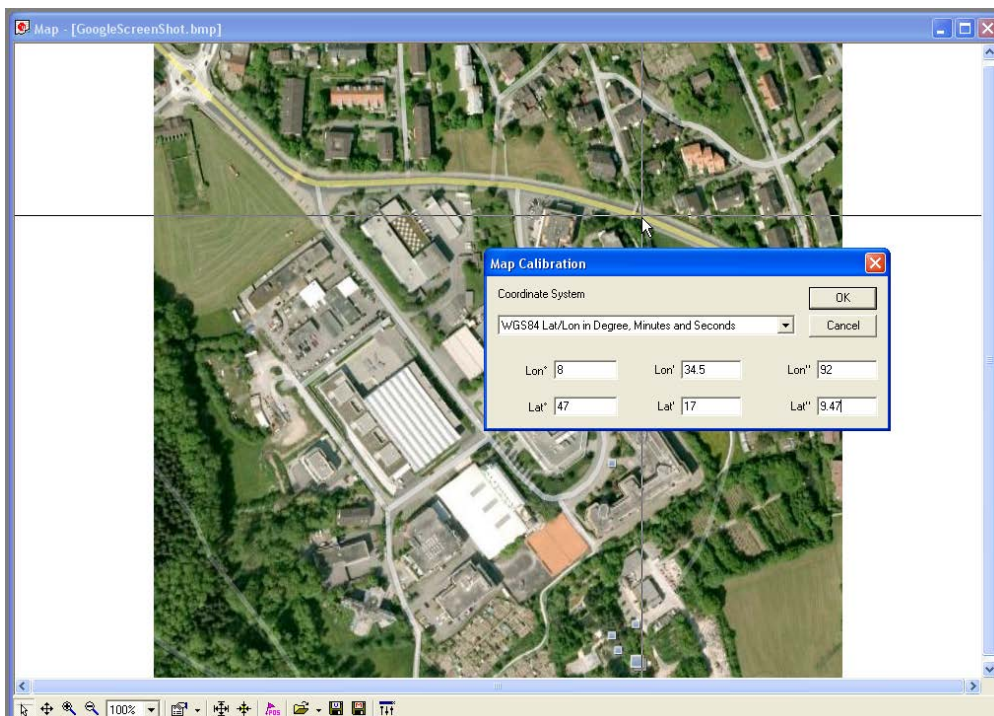 Map - [GoogleScreenShot.bmp]
Map Calibration
Coordinate System
OK
WGS84 Lat/Lon in Degree, Minutes and Seconds
Cancel
Lon° 8 Lon' 34.5 Lon'' 92
Lat° 47 Lat' 17 Lat'' 9.47
100%
POS